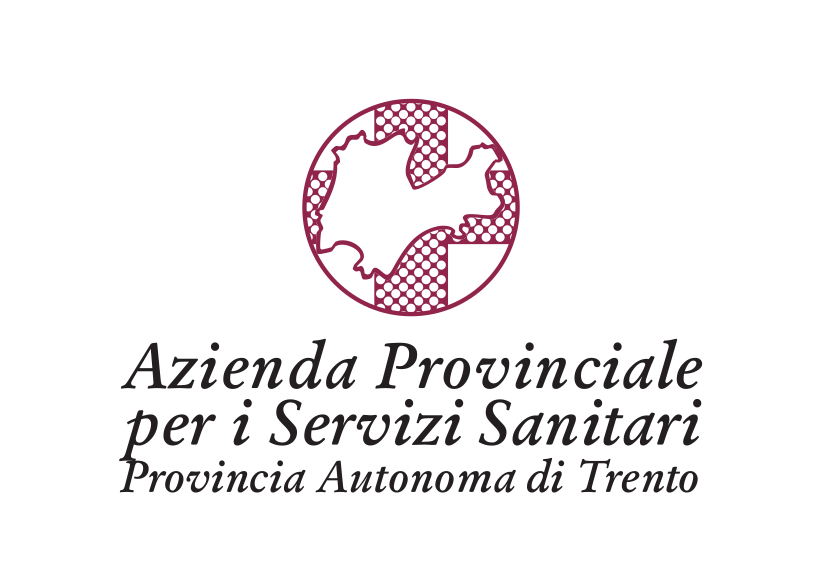 Azienda Provinciale
per i Servizi Sanitari
Provincia Autonoma di Trento